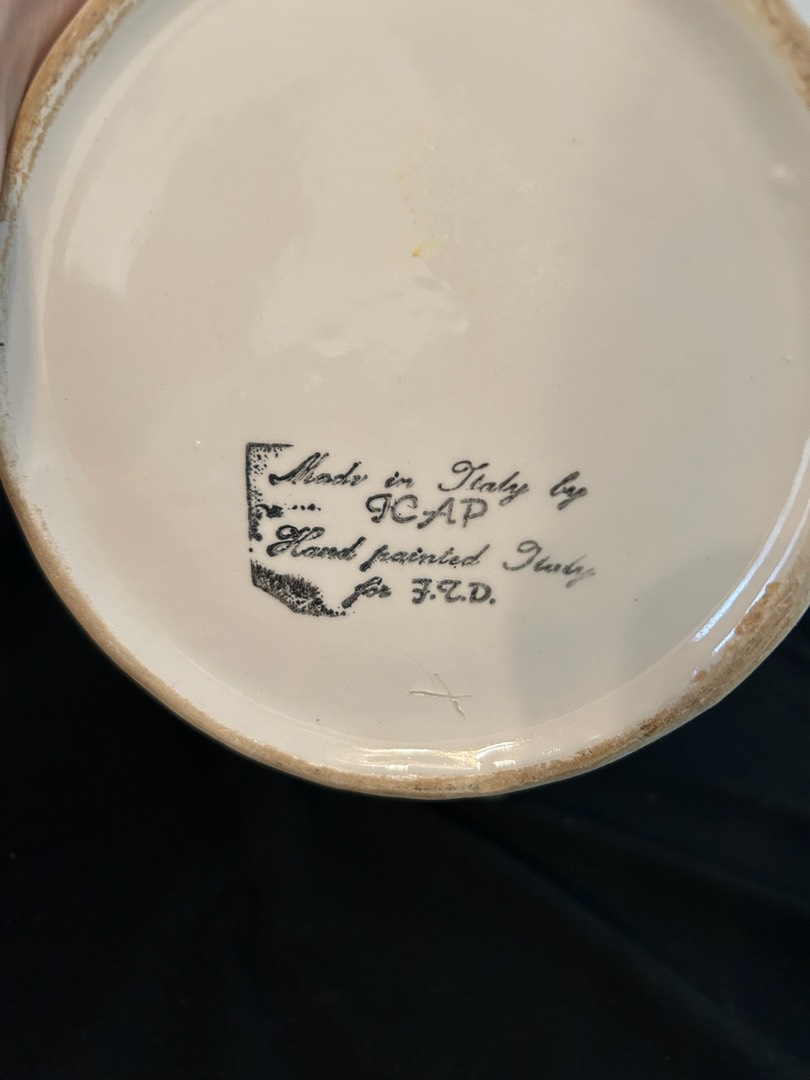 Made in Italy by
ICAP
Hand painted Italy
for F.T.D.